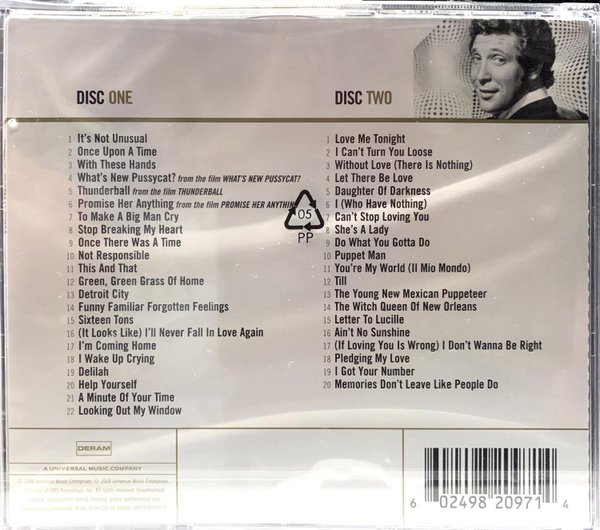 DISC ONE
1 It's Not Unusual
2 Once Upon A Time
3 With These Hands
4 What's New Pussycat? from the film WHAT'S NEW PUSSYCAT?
5 Thunderball from the film THUNDERBALL
6 Promise Her Anything from the film PROMISE HER ANYTHING
7 To Make A Big Man Cry
8 Stop Breaking My Heart
9 Once There Was A Time
10 Not Responsible
11 This And That
12 Green, Green Grass Of Home
13 Detroit City
14 Funny Familiar Forgotten Feelings
15 Sixteen Tons
16 (It Looks Like) I'll Never Fall In Love Again
17 I'm Coming Home
18 I Wake Up Crying
19 Delilah
20 Help Yourself
21 A Minute Of Your Time
22 Looking Out My Window
DISC TWO
1 Love Me Tonight
2 I Can't Turn You Loose
3 Without Love (There Is Nothing)
4 Let There Be Love
5 Daughter Of Darkness
6 I (Who Have Nothing)
7 Can't Stop Loving You
8 She's A Lady
9 Do What You Gotta Do
10 Puppet Man
11 You're My World (Il Mio Mondo)
12 Till
13 The Young New Mexican Puppeteer
14 The Witch Queen Of New Orleans
15 Letter To Lucille
16 Ain't No Sunshine
17 (If Loving You Is Wrong) I Don't Wanna Be Right
18 Pledging My Love
19 I Got Your Number
20 Memories Don't Leave Like People Do
05
PP
DERAM
A UNIVERSAL MUSIC COMPANY
6 02498 20971 4